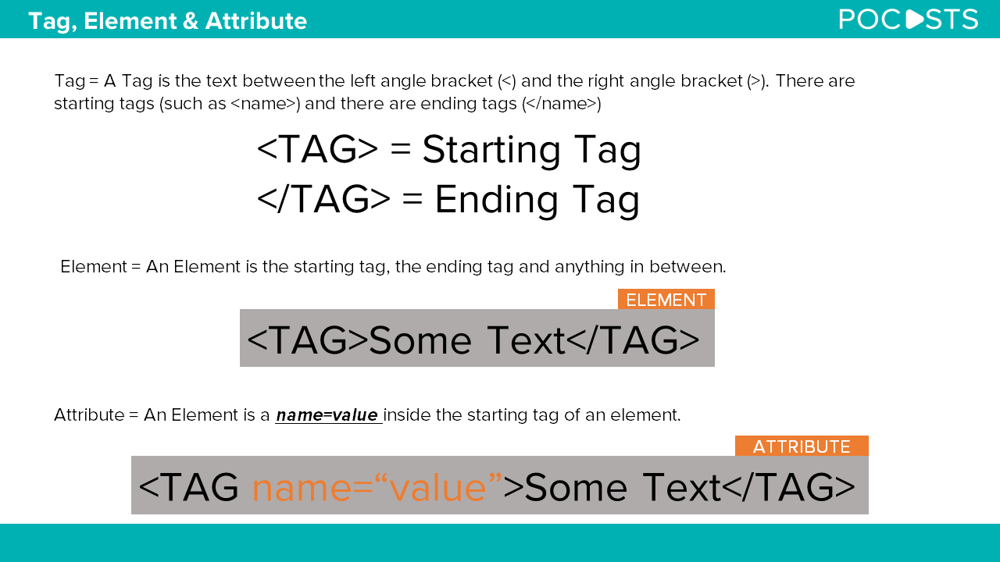 Tag, Element & Attribute
POCOSTS
Tag = A Tag is the text between the left angle bracket (<) and the right angle bracket (>). There are
starting tags (such as <name>) and there are ending tags (</name>)
<TAG> = Starting Tag
</TAG> = Ending Tag
Element = An Element is the starting tag, the ending tag and anything in between.
ELEMENT
<TAG>Some Text</TAG>
Attribute = An Element is a name=value inside the starting tag of an element.
ATTRIBUTE
<TAG name=“value”>Some Text</TAG>